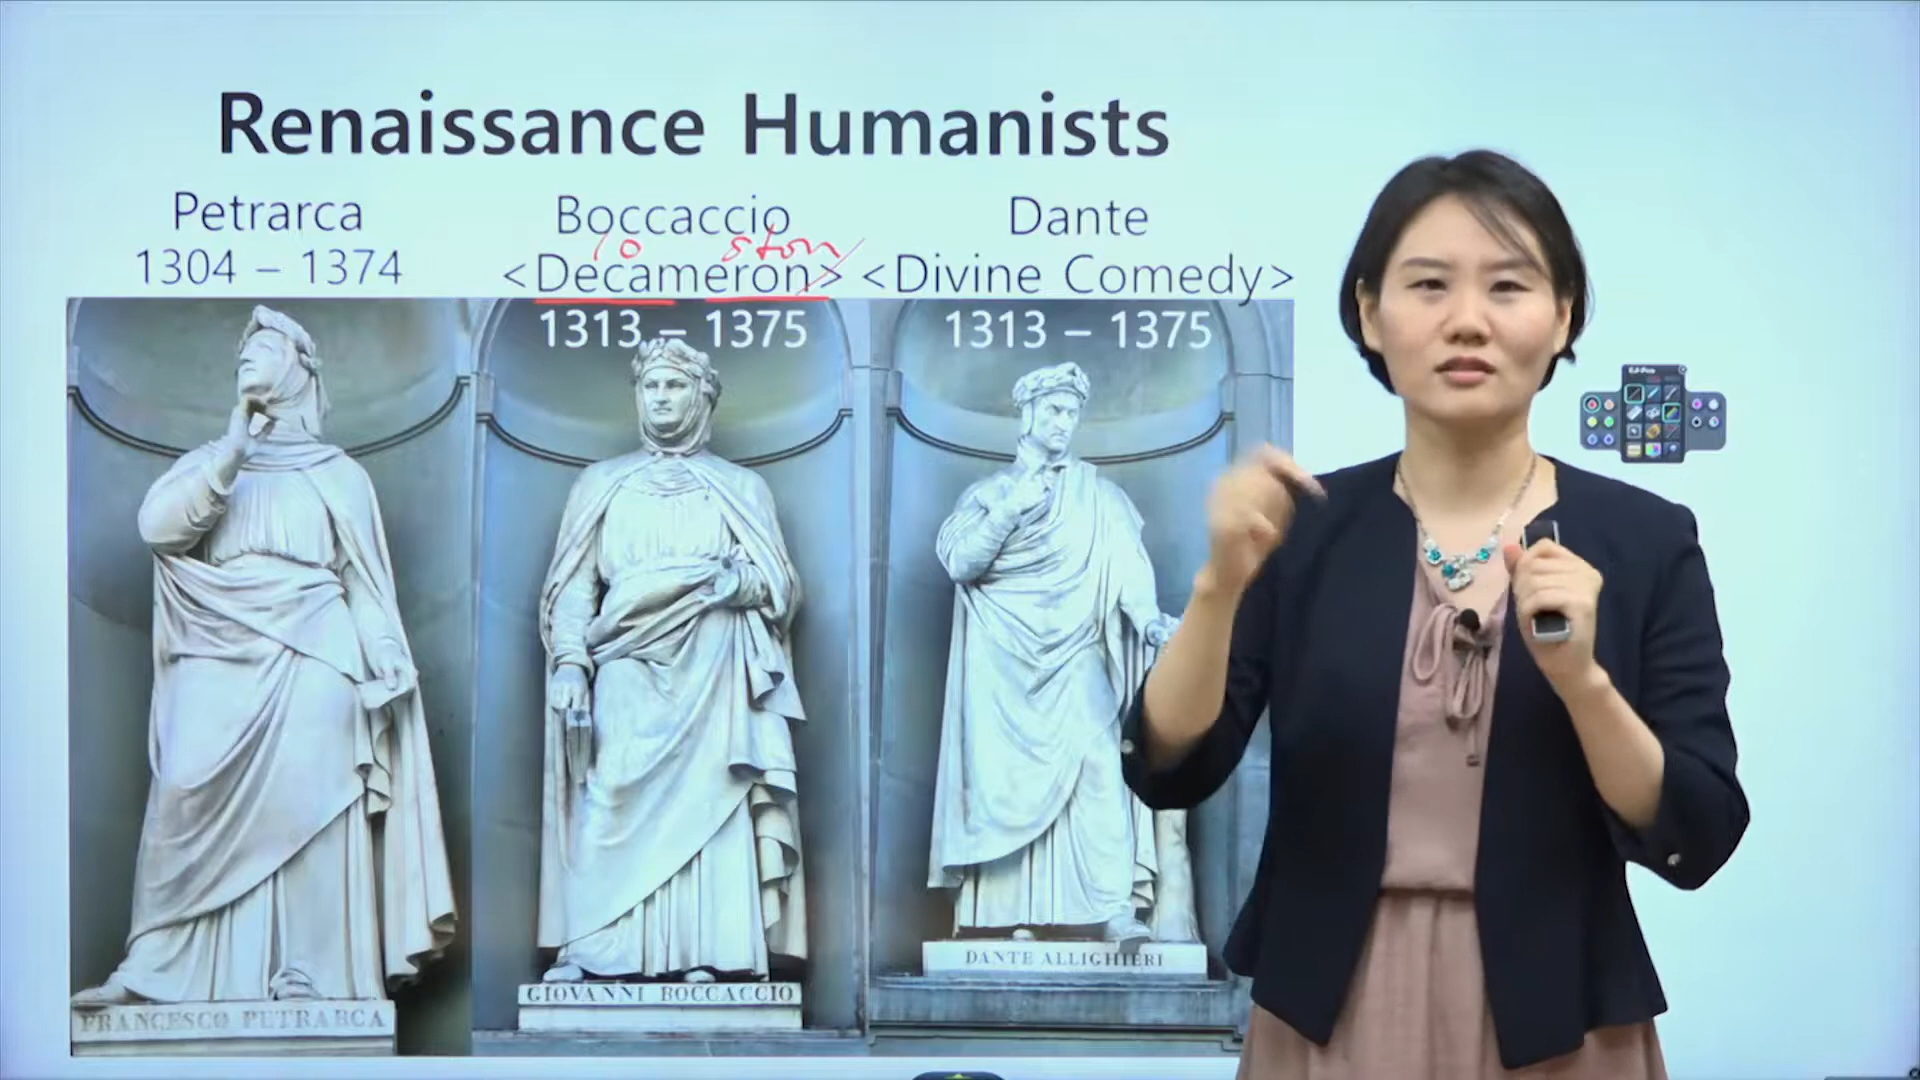 Renaissance Humanists
Petrarca
1304 – 1374
Boccaccio
10
<Decameron>
1313 – 1375
Dante
<Divine Comedy>
1313 – 1375
FRANCESCO PETRARCA
GIOVANNI BOCCACCIO
DANTE ALLIGHIERI